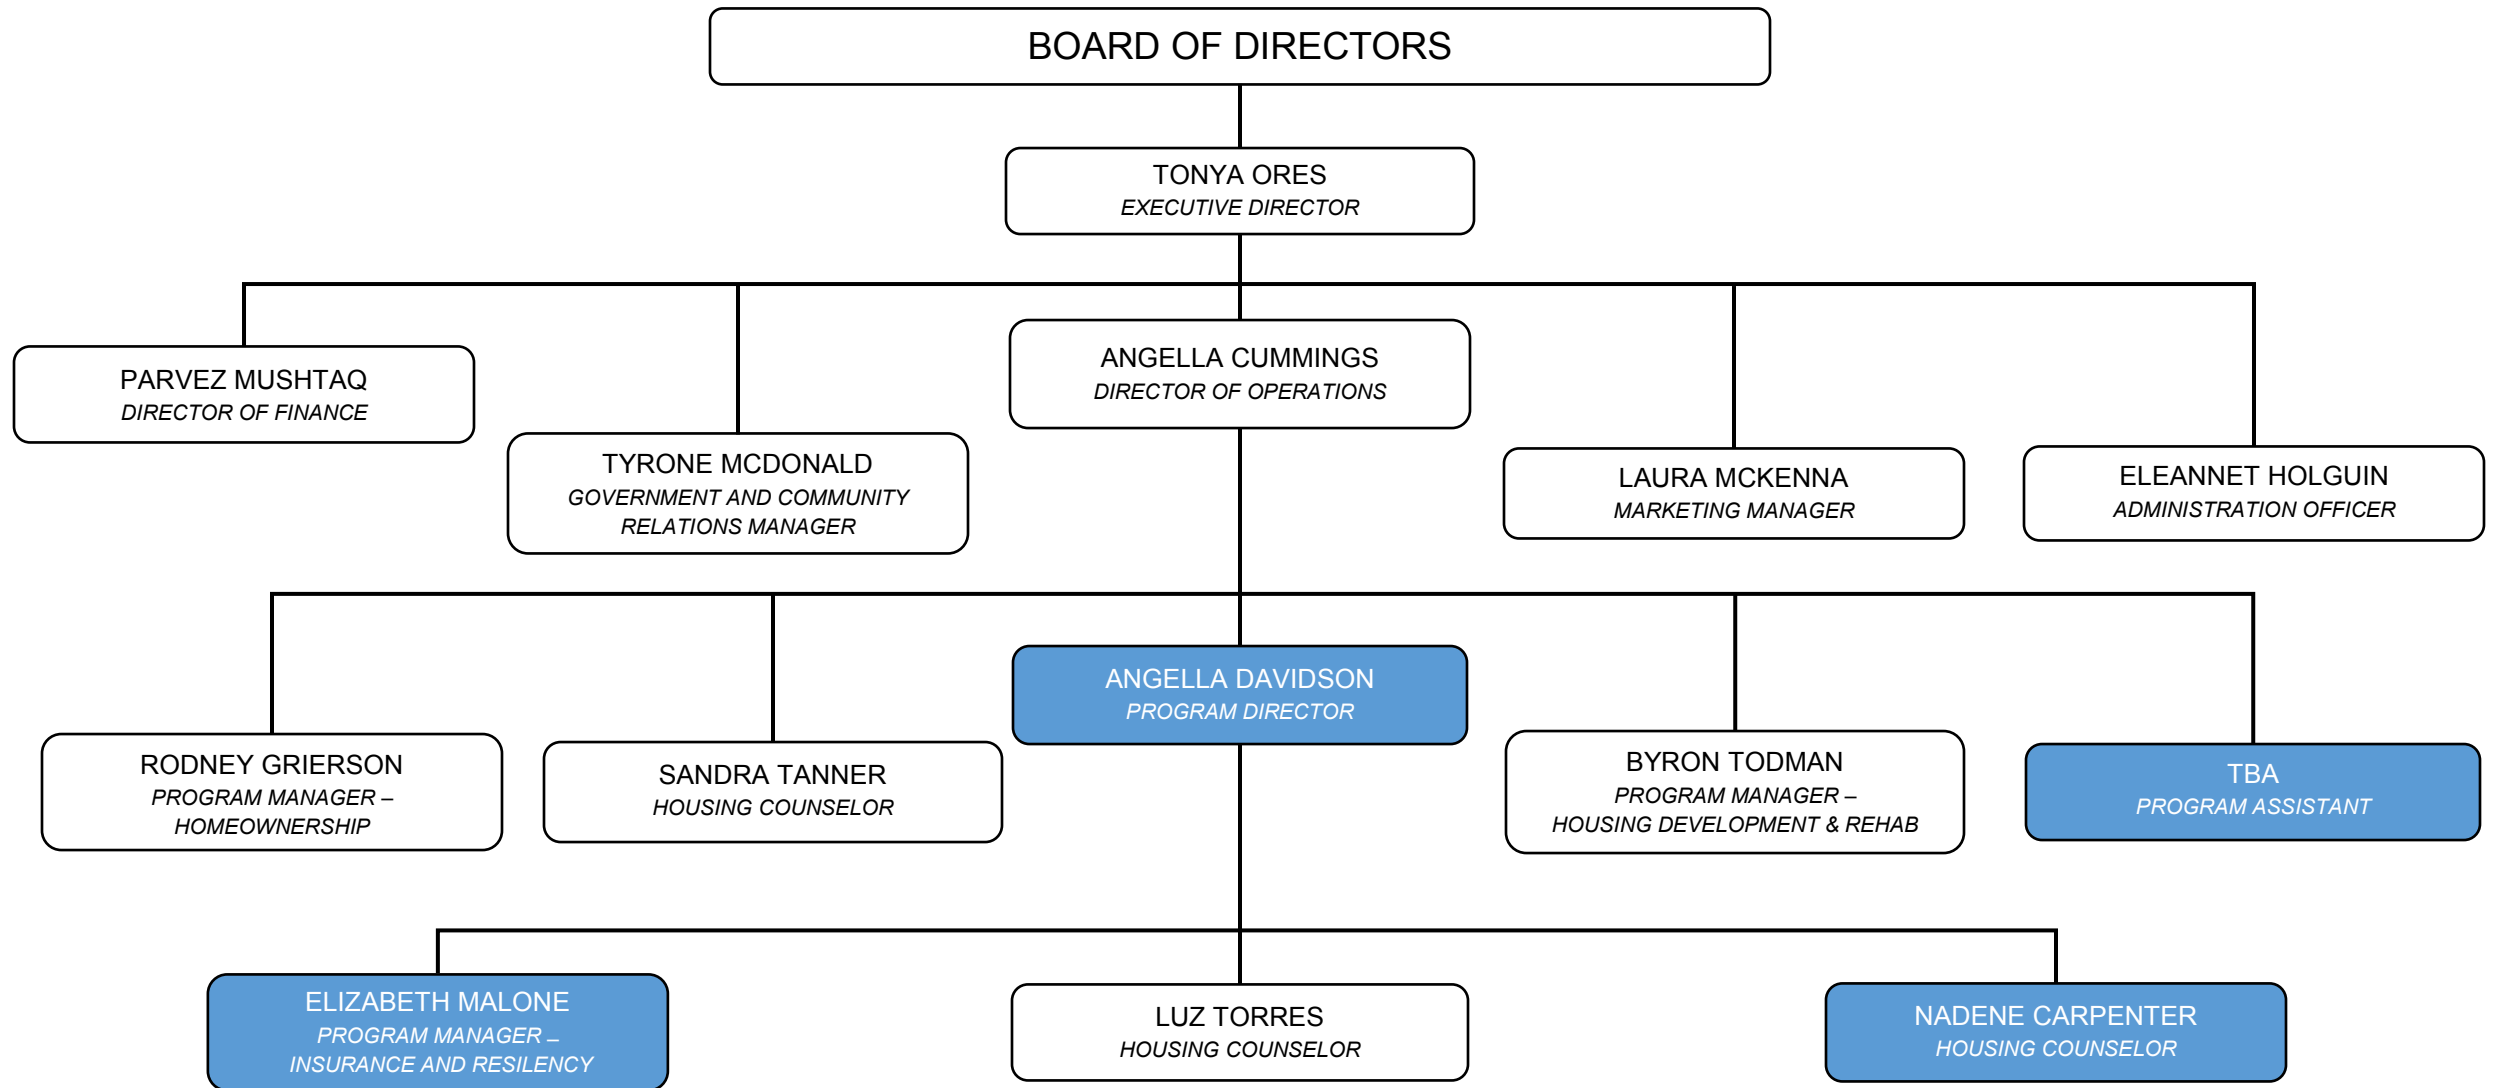 BOARD OF DIRECTORS
TONYA ORES
EXECUTIVE DIRECTOR
PARVEZ MUSHTAQ
DIRECTOR OF FINANCE
TYRONE MCDONALD
GOVERNMENT AND COMMUNITY
RELATIONS MANAGER
ANGELLA CUMMINGS
DIRECTOR OF OPERATIONS
LAURA MCKENNA
MARKETING MANAGER
ELEANNET HOLGUIN
ADMINISTRATION OFFICER
RODNEY GRIERSON
PROGRAM MANAGER –
HOMEOWNERSHIP
SANDRA TANNER
HOUSING COUNSELOR
ANGELLA DAVIDSON
PROGRAM DIRECTOR
BYRON TODMAN
PROGRAM MANAGER –
HOUSING DEVELOPMENT & REHAB
TBA
PROGRAM ASSISTANT
ELIZABETH MALONE
PROGRAM MANAGER –
INSURANCE AND RESILENCY
LUZ TORRES
HOUSING COUNSELOR
NADENE CARPENTER
HOUSING COUNSELOR